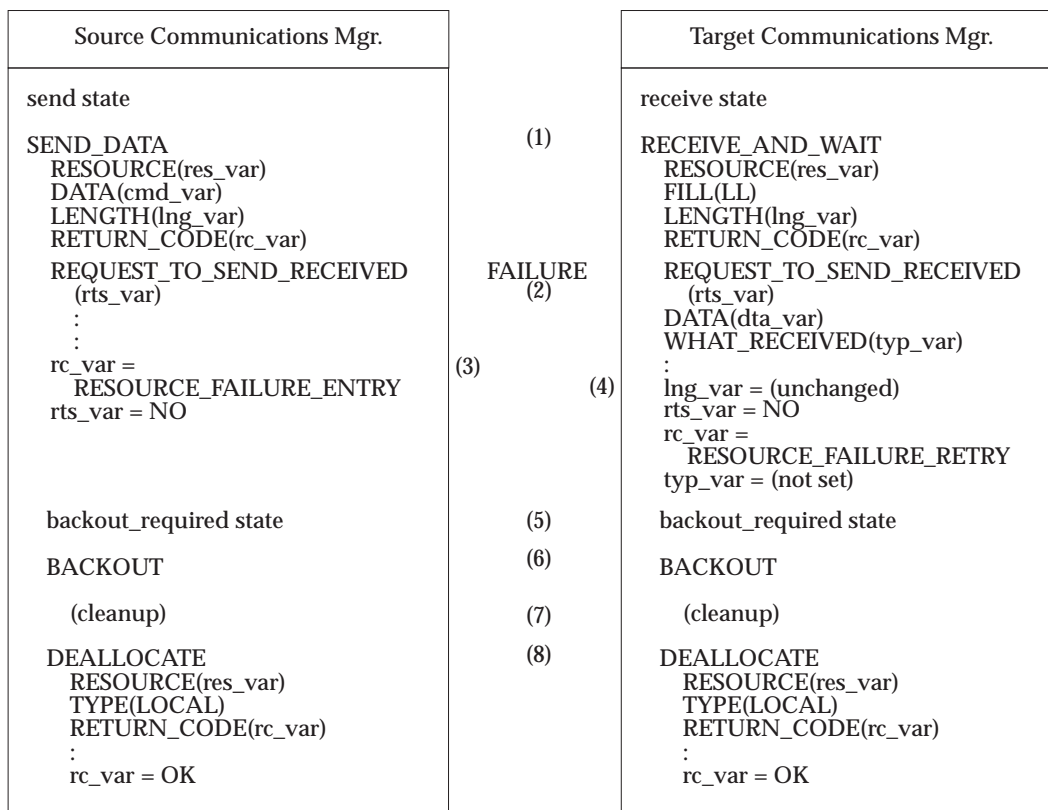 Source Communications Mgr.
send state
SEND_DATA
RESOURCE(res_var)
DATA(cmd_var)
LENGTH(lng_var)
RETURN_CODE(rc_var)
REQUEST_TO_SEND_RECEIVED
(rts_var)
:
:
rc_var =
RESOURCE_FAILURE_ENTRY
rts_var = NO
backout_required state
BACKOUT
(cleanup)
DEALLOCATE
RESOURCE(res_var)
TYPE(LOCAL)
RETURN_CODE(rc_var)
:
rc_var = OK
(1)
FAILURE
(2)
(3)
(4)
(5)
(6)
(7)
(8)
Target Communications Mgr.
receive state
RECEIVE_AND_WAIT
RESOURCE(res_var)
FILL(LL)
LENGTH(lng_var)
RETURN_CODE(rc_var)
REQUEST_TO_SEND_RECEIVED
(rts_var)
DATA(dta_var)
WHAT_RECEIVED(typ_var)
:
lng_var = (unchanged)
rts_var = NO
rc_var =
RESOURCE_FAILURE_RETRY
typ_var = (not set)
backout_required state
BACKOUT
(cleanup)
DEALLOCATE
RESOURCE(res_var)
TYPE(LOCAL)
RETURN_CODE(rc_var)
:
rc_var = OK